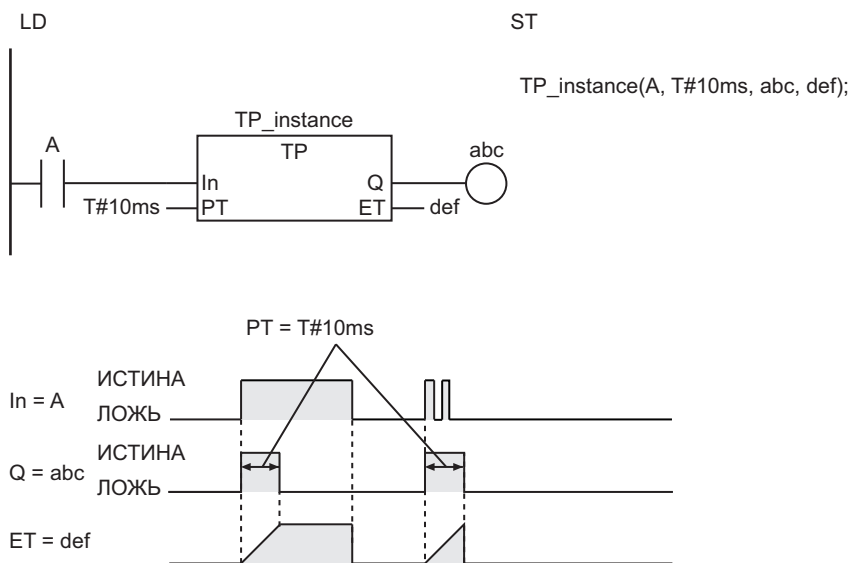 LD
ST
TP_instance(A, T#10ms, abc, def);
TP_instance
A
TP
abc
In
Q
T#10ms
PT
ET
def
PT = T#10ms
In = A
ИСТИНА
ЛОЖЬ
Q = abc
ИСТИНА
ЛОЖЬ
ET = def